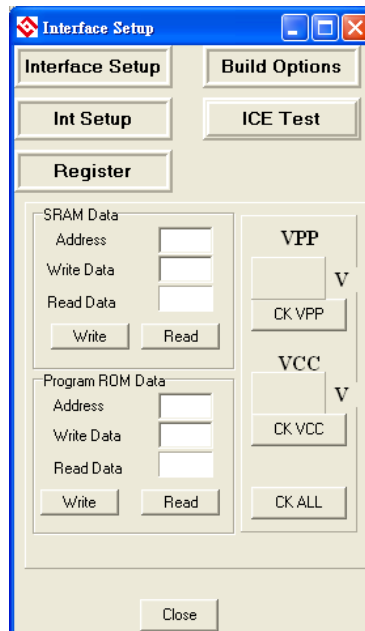 Interface Setup
Interface Setup
Build Options
Int Setup
ICE Test
Register
SRAM Data
Address
Write Data
Read Data
Write
Read
VPP
V
CK VPP
VCC
V
CK VCC
CK ALL
Program ROM Data
Address
Write Data
Read Data
Write
Read
Close